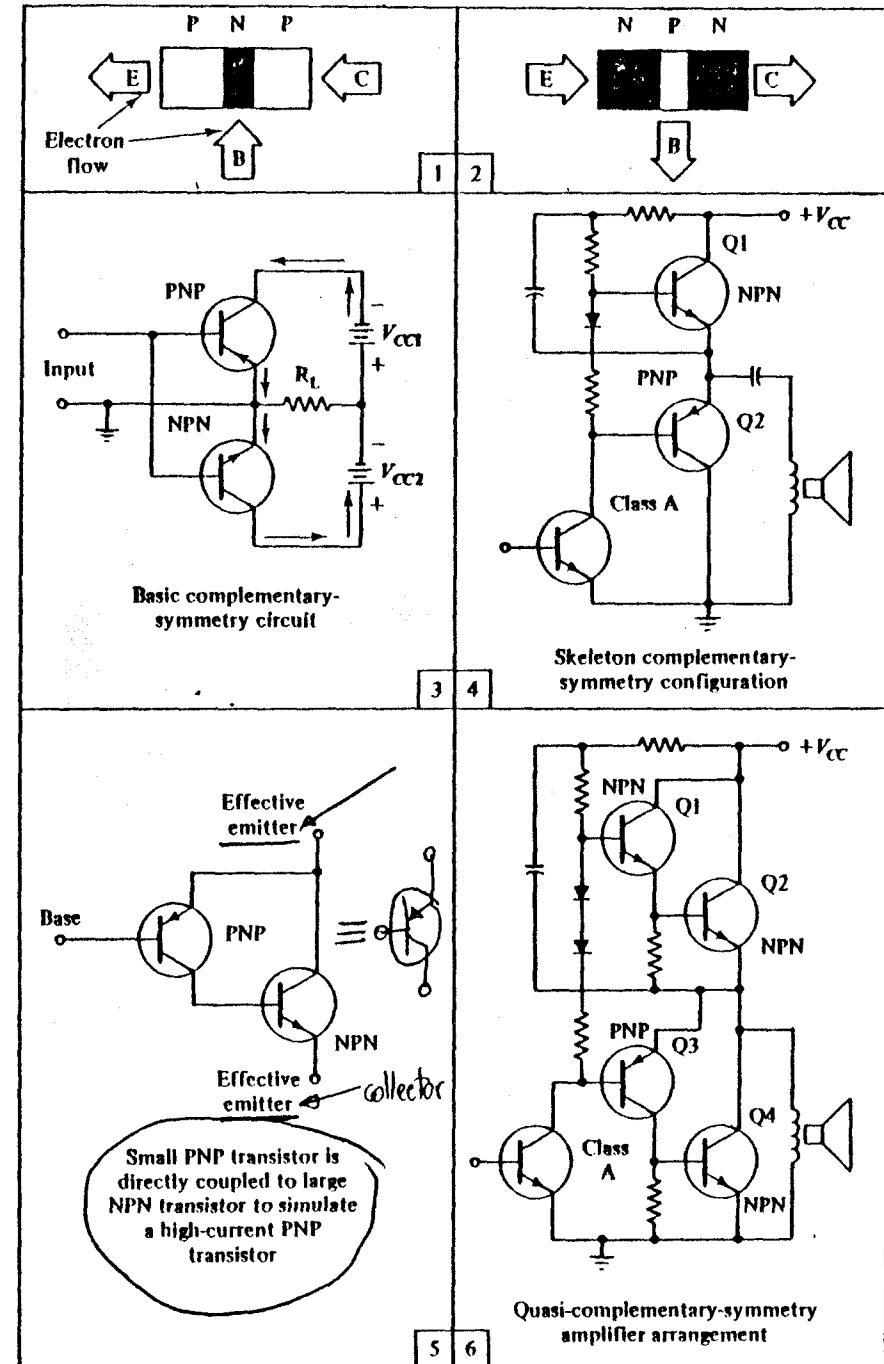 P N P
E
C
Electron
flow
B
1
N P N
E
C
B
2
PNP
Input
NPN
R_L
−
V_CC1
+
−
V_CC2
+
Basic complementary-
symmetry circuit
3
+V_CC
Q1
NPN
PNP
Q2
Class A
Skeleton complementary-
symmetry configuration
4
Effective
emitter
Base
PNP
≡
NPN
Effective
emitter
collector
Small PNP transistor is
directly coupled to large
NPN transistor to simulate
a high-current PNP
transistor
5
+V_CC
NPN
Q1
Q2
NPN
PNP
Q3
Q4
Class
A
NPN
Quasi-complementary-symmetry
amplifier arrangement
6